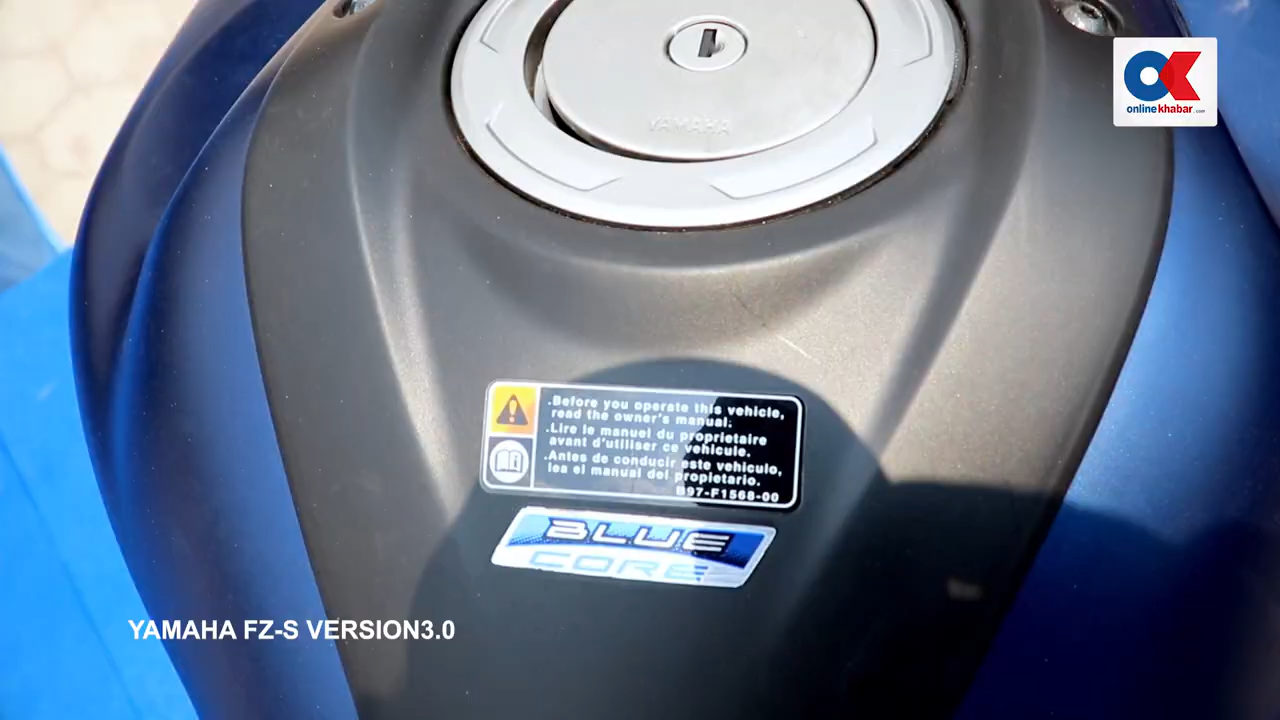 YAMAHA
onlinekhabar.com
.Before you operate this vehicle,
read the owner's manual.
.Lire le manuel du proprietaire
avant d'utiliser ce vehicule.
.Antes de conducir este vehiculo,
lea el manual del propietario.
B97-F1568-00
BLUE
CORE
YAMAHA FZ-S VERSION3.0